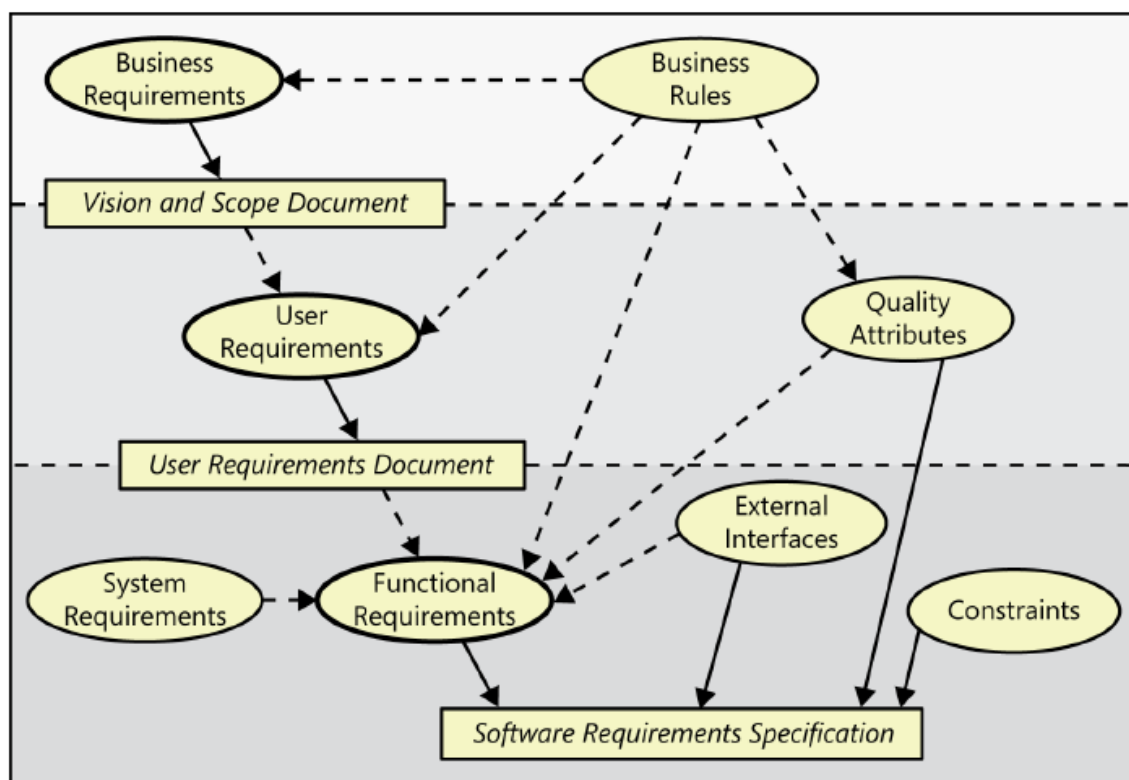 Business
Requirements
Business
Rules
Vision and Scope Document
User
Requirements
Quality
Attributes
User Requirements Document
External
Interfaces
System
Requirements
Functional
Requirements
Constraints
Software Requirements Specification